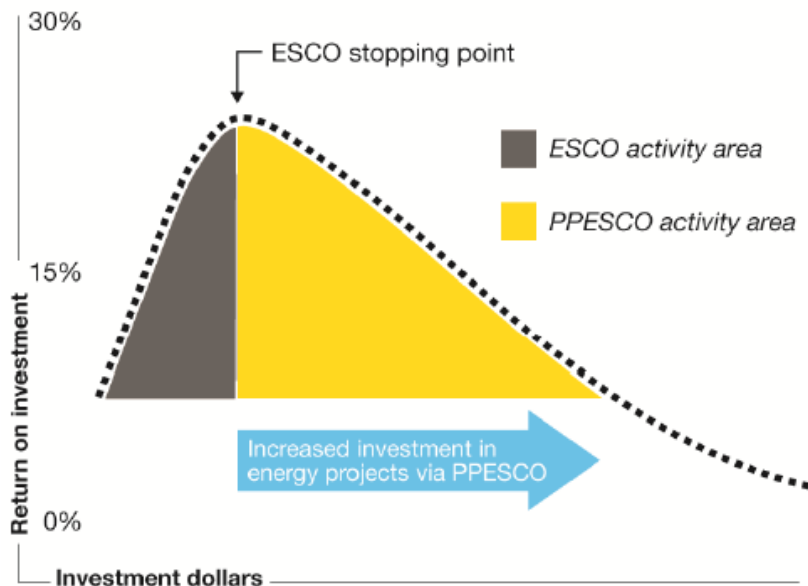 30%
ESCO stopping point
ESCO activity area
PPESCO activity area
15%
Return on investment
Increased investment in
energy projects via PPESCO
0%
Investment dollars